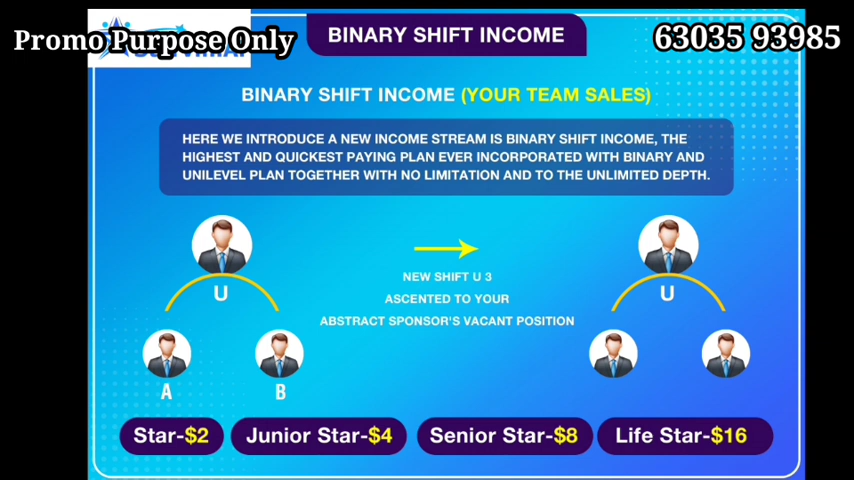 Promo Purpose Only
BINARY SHIFT INCOME
63035 93985
BINARY SHIFT INCOME (YOUR TEAM SALES)
HERE WE INTRODUCE A NEW INCOME STREAM IS BINARY SHIFT INCOME, THE
HIGHEST AND QUICKEST PAYING PLAN EVER INCORPORATED WITH BINARY AND
UNILEVEL PLAN TOGETHER WITH NO LIMITATION AND TO THE UNLIMITED DEPTH.
U
A
B
NEW SHIFT U 3
ASCENTED TO YOUR
ABSTRACT SPONSOR'S VACANT POSITION
U
Star-$2
Junior Star-$4
Senior Star-$8
Life Star-$16